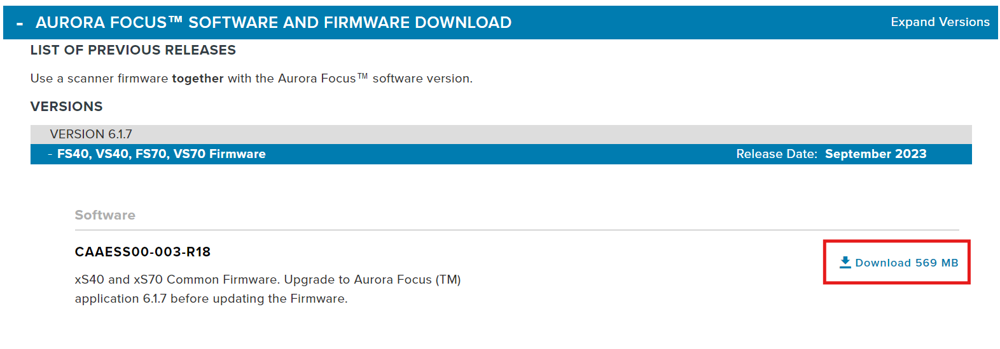 - AURORA FOCUS™ SOFTWARE AND FIRMWARE DOWNLOAD
Expand Versions
LIST OF PREVIOUS RELEASES
Use a scanner firmware together with the Aurora Focus™ software version.
VERSIONS
VERSION 6.1.7
- FS40, VS40, FS70, VS70 Firmware
Release Date: September 2023
Software
CAAESS00-003-R18
Download 569 MB
xS40 and xS70 Common Firmware. Upgrade to Aurora Focus (TM)
application 6.1.7 before updating the Firmware.